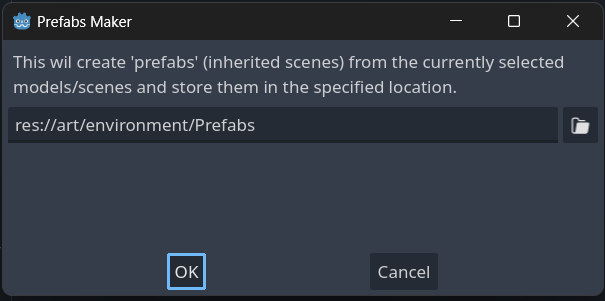 Prefabs Maker
This wil create 'prefabs' (inherited scenes) from the currently selected
models/scenes and store them in the specified location.
res://art/environment/Prefabs
OK
Cancel